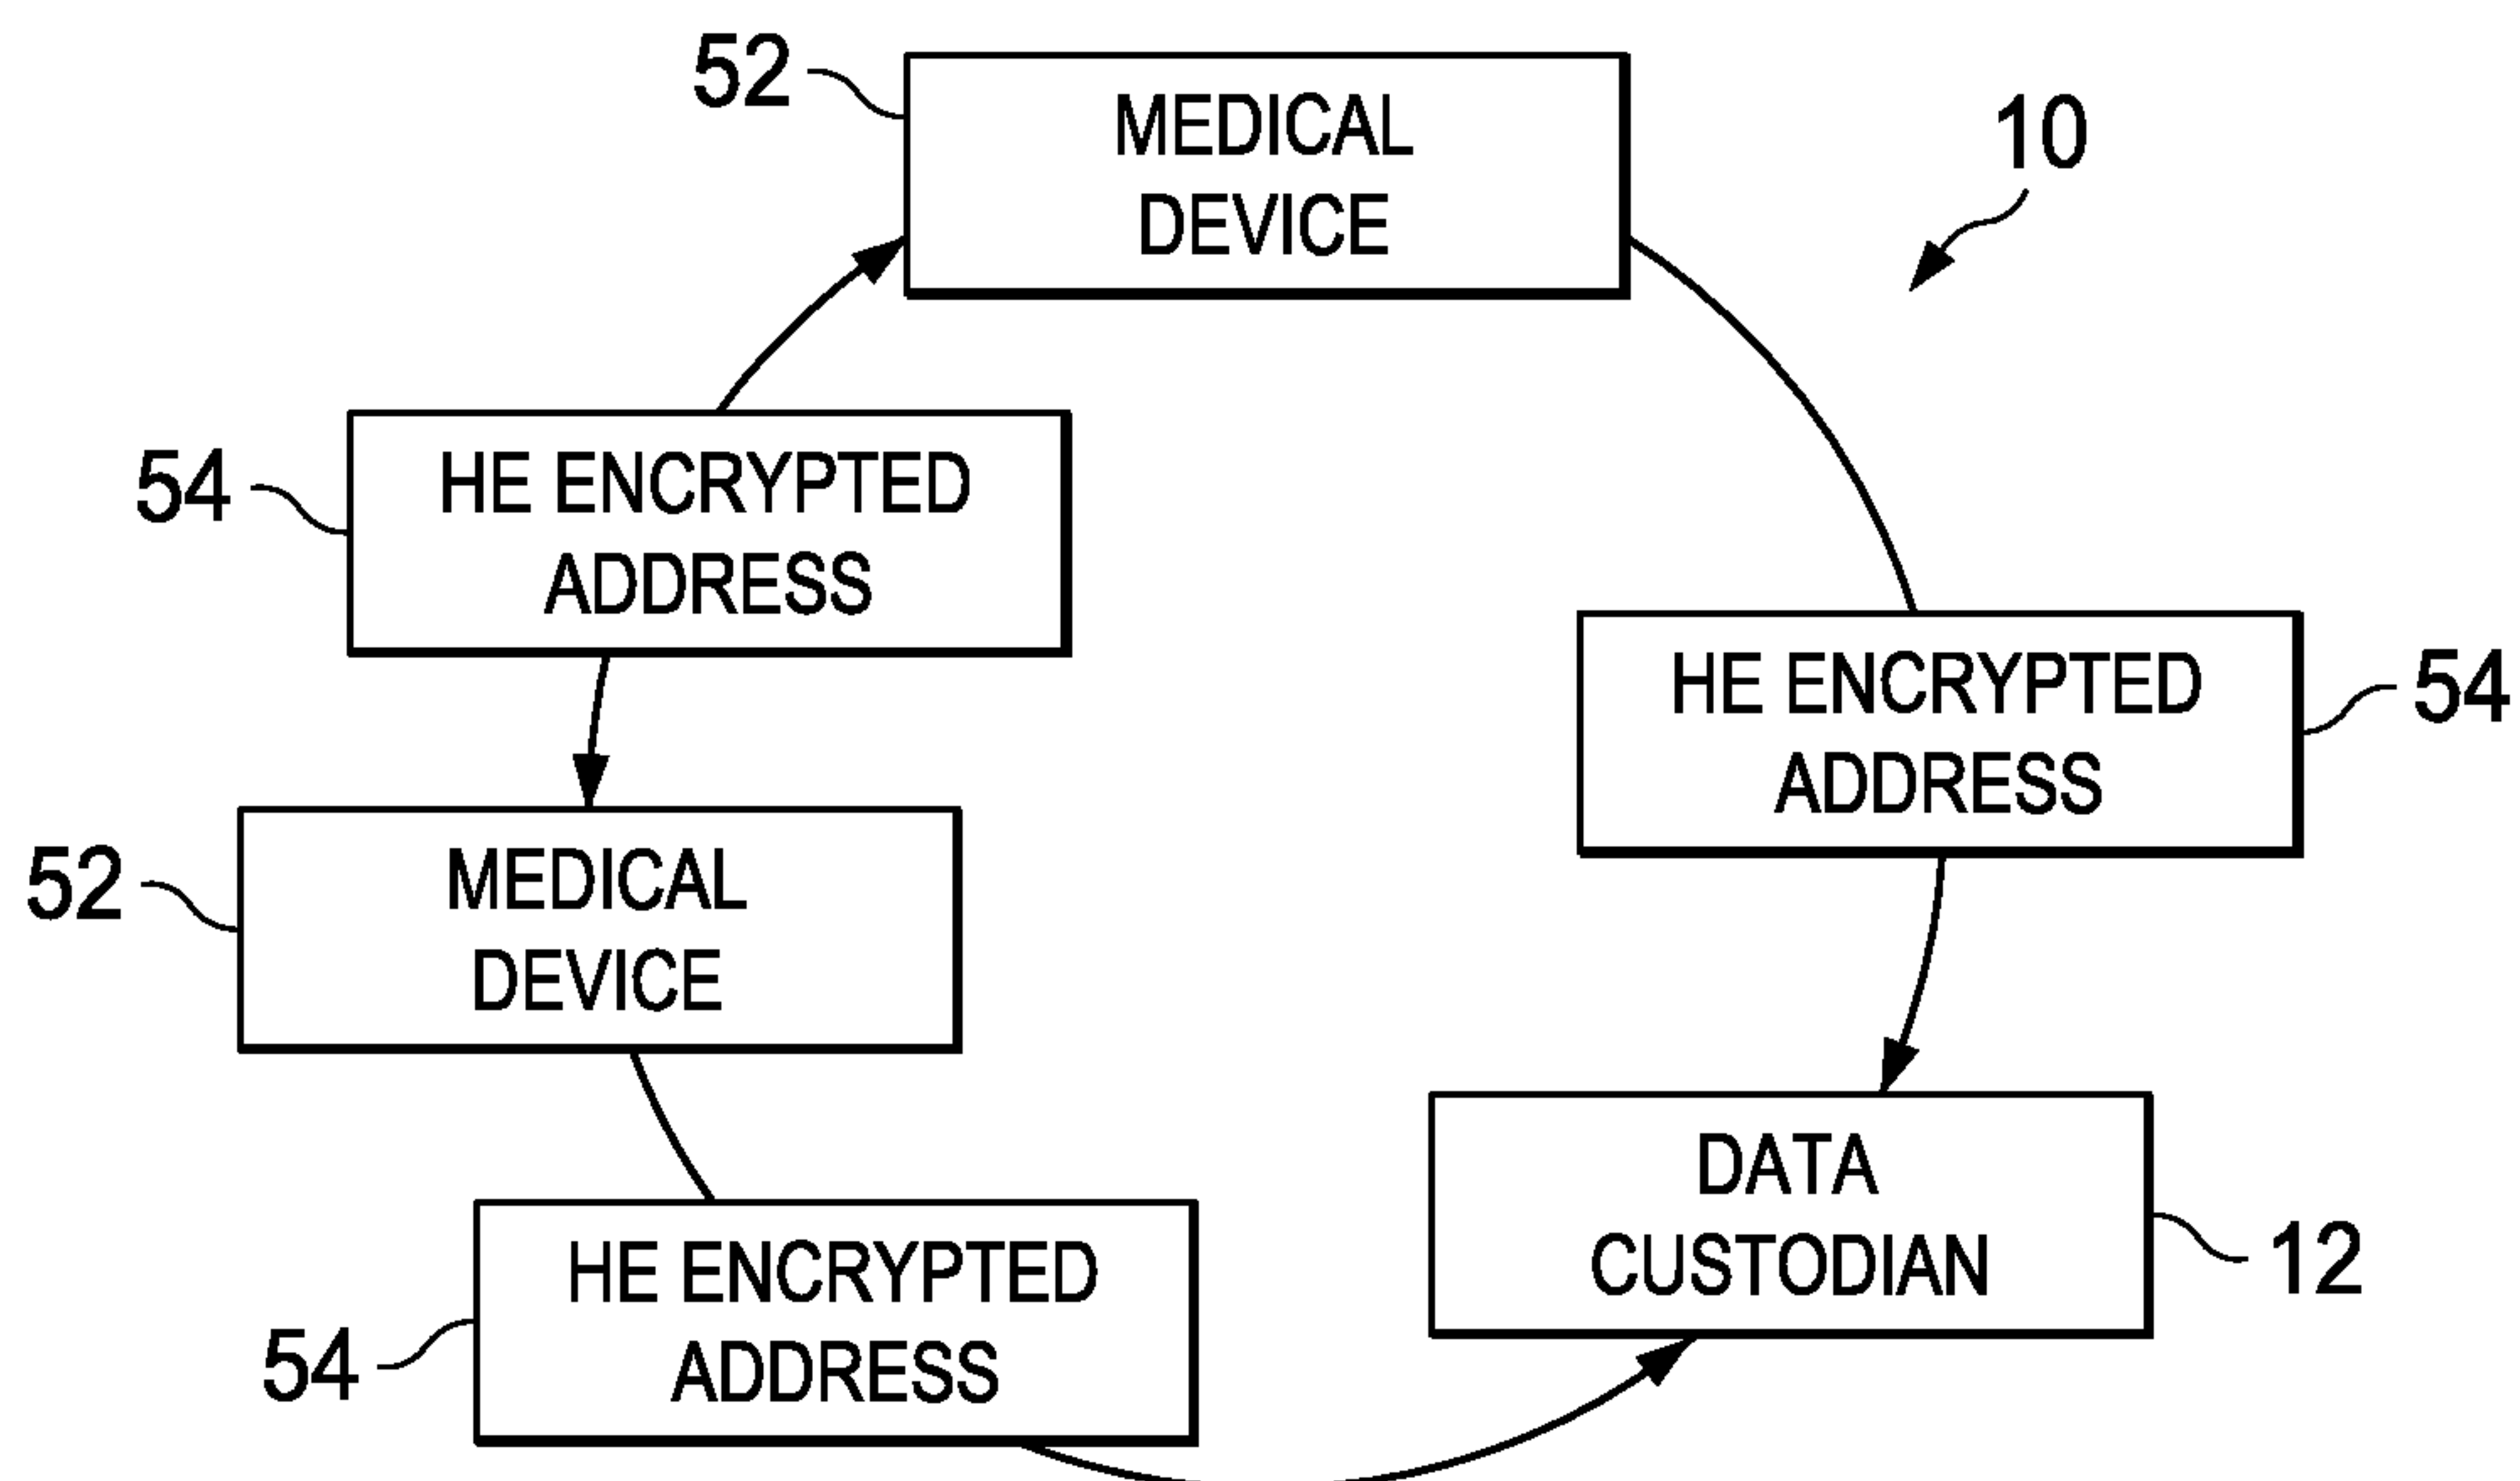 52
MEDICAL
DEVICE
10
54
HE ENCRYPTED
ADDRESS
HE ENCRYPTED
ADDRESS
54
52
MEDICAL
DEVICE
DATA
CUSTODIAN
12
54
HE ENCRYPTED
ADDRESS